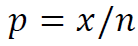 p = x/n